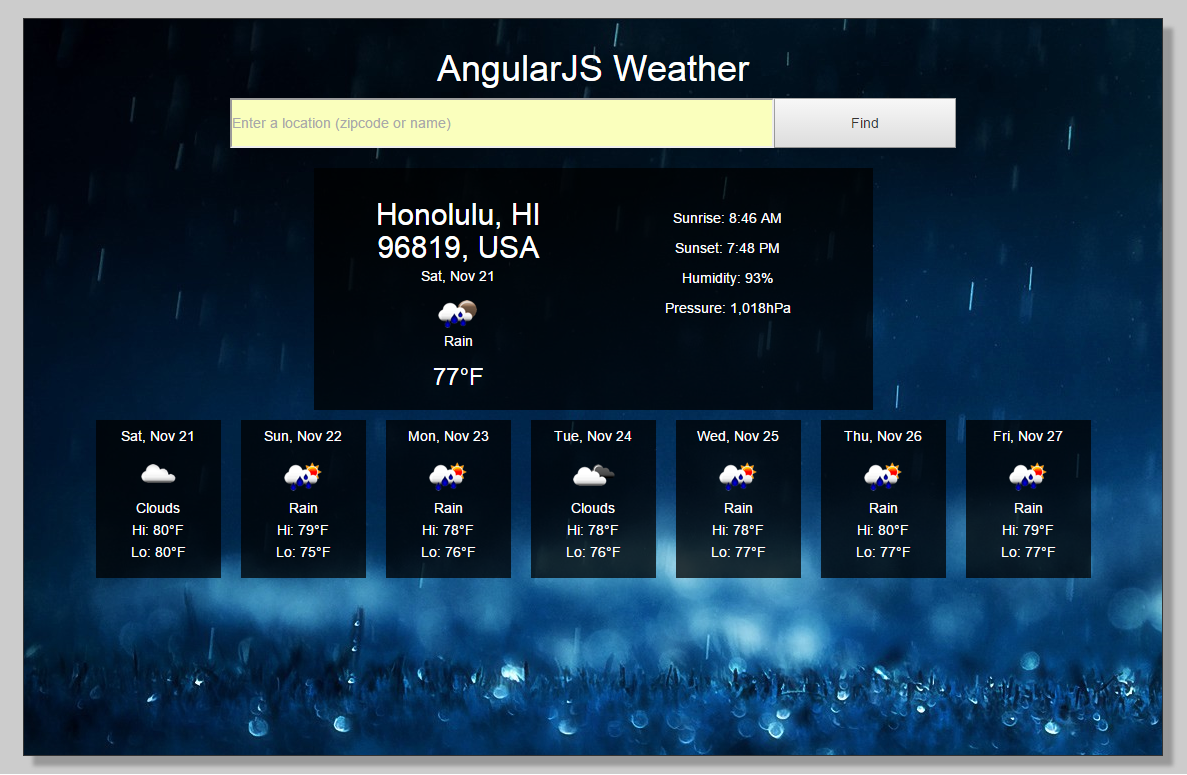 AngularJS Weather
Enter a location (zipcode or name)
Find
Honolulu, HI
96819, USA
Sat, Nov 21
Rain
77°F
Sunrise: 8:46 AM
Sunset: 7:48 PM
Humidity: 93%
Pressure: 1,018hPa
Sat, Nov 21
Clouds
Hi: 80°F
Lo: 80°F
Sun, Nov 22
Rain
Hi: 79°F
Lo: 75°F
Mon, Nov 23
Rain
Hi: 78°F
Lo: 76°F
Tue, Nov 24
Clouds
Hi: 78°F
Lo: 76°F
Wed, Nov 25
Rain
Hi: 78°F
Lo: 77°F
Thu, Nov 26
Rain
Hi: 80°F
Lo: 77°F
Fri, Nov 27
Rain
Hi: 79°F
Lo: 77°F